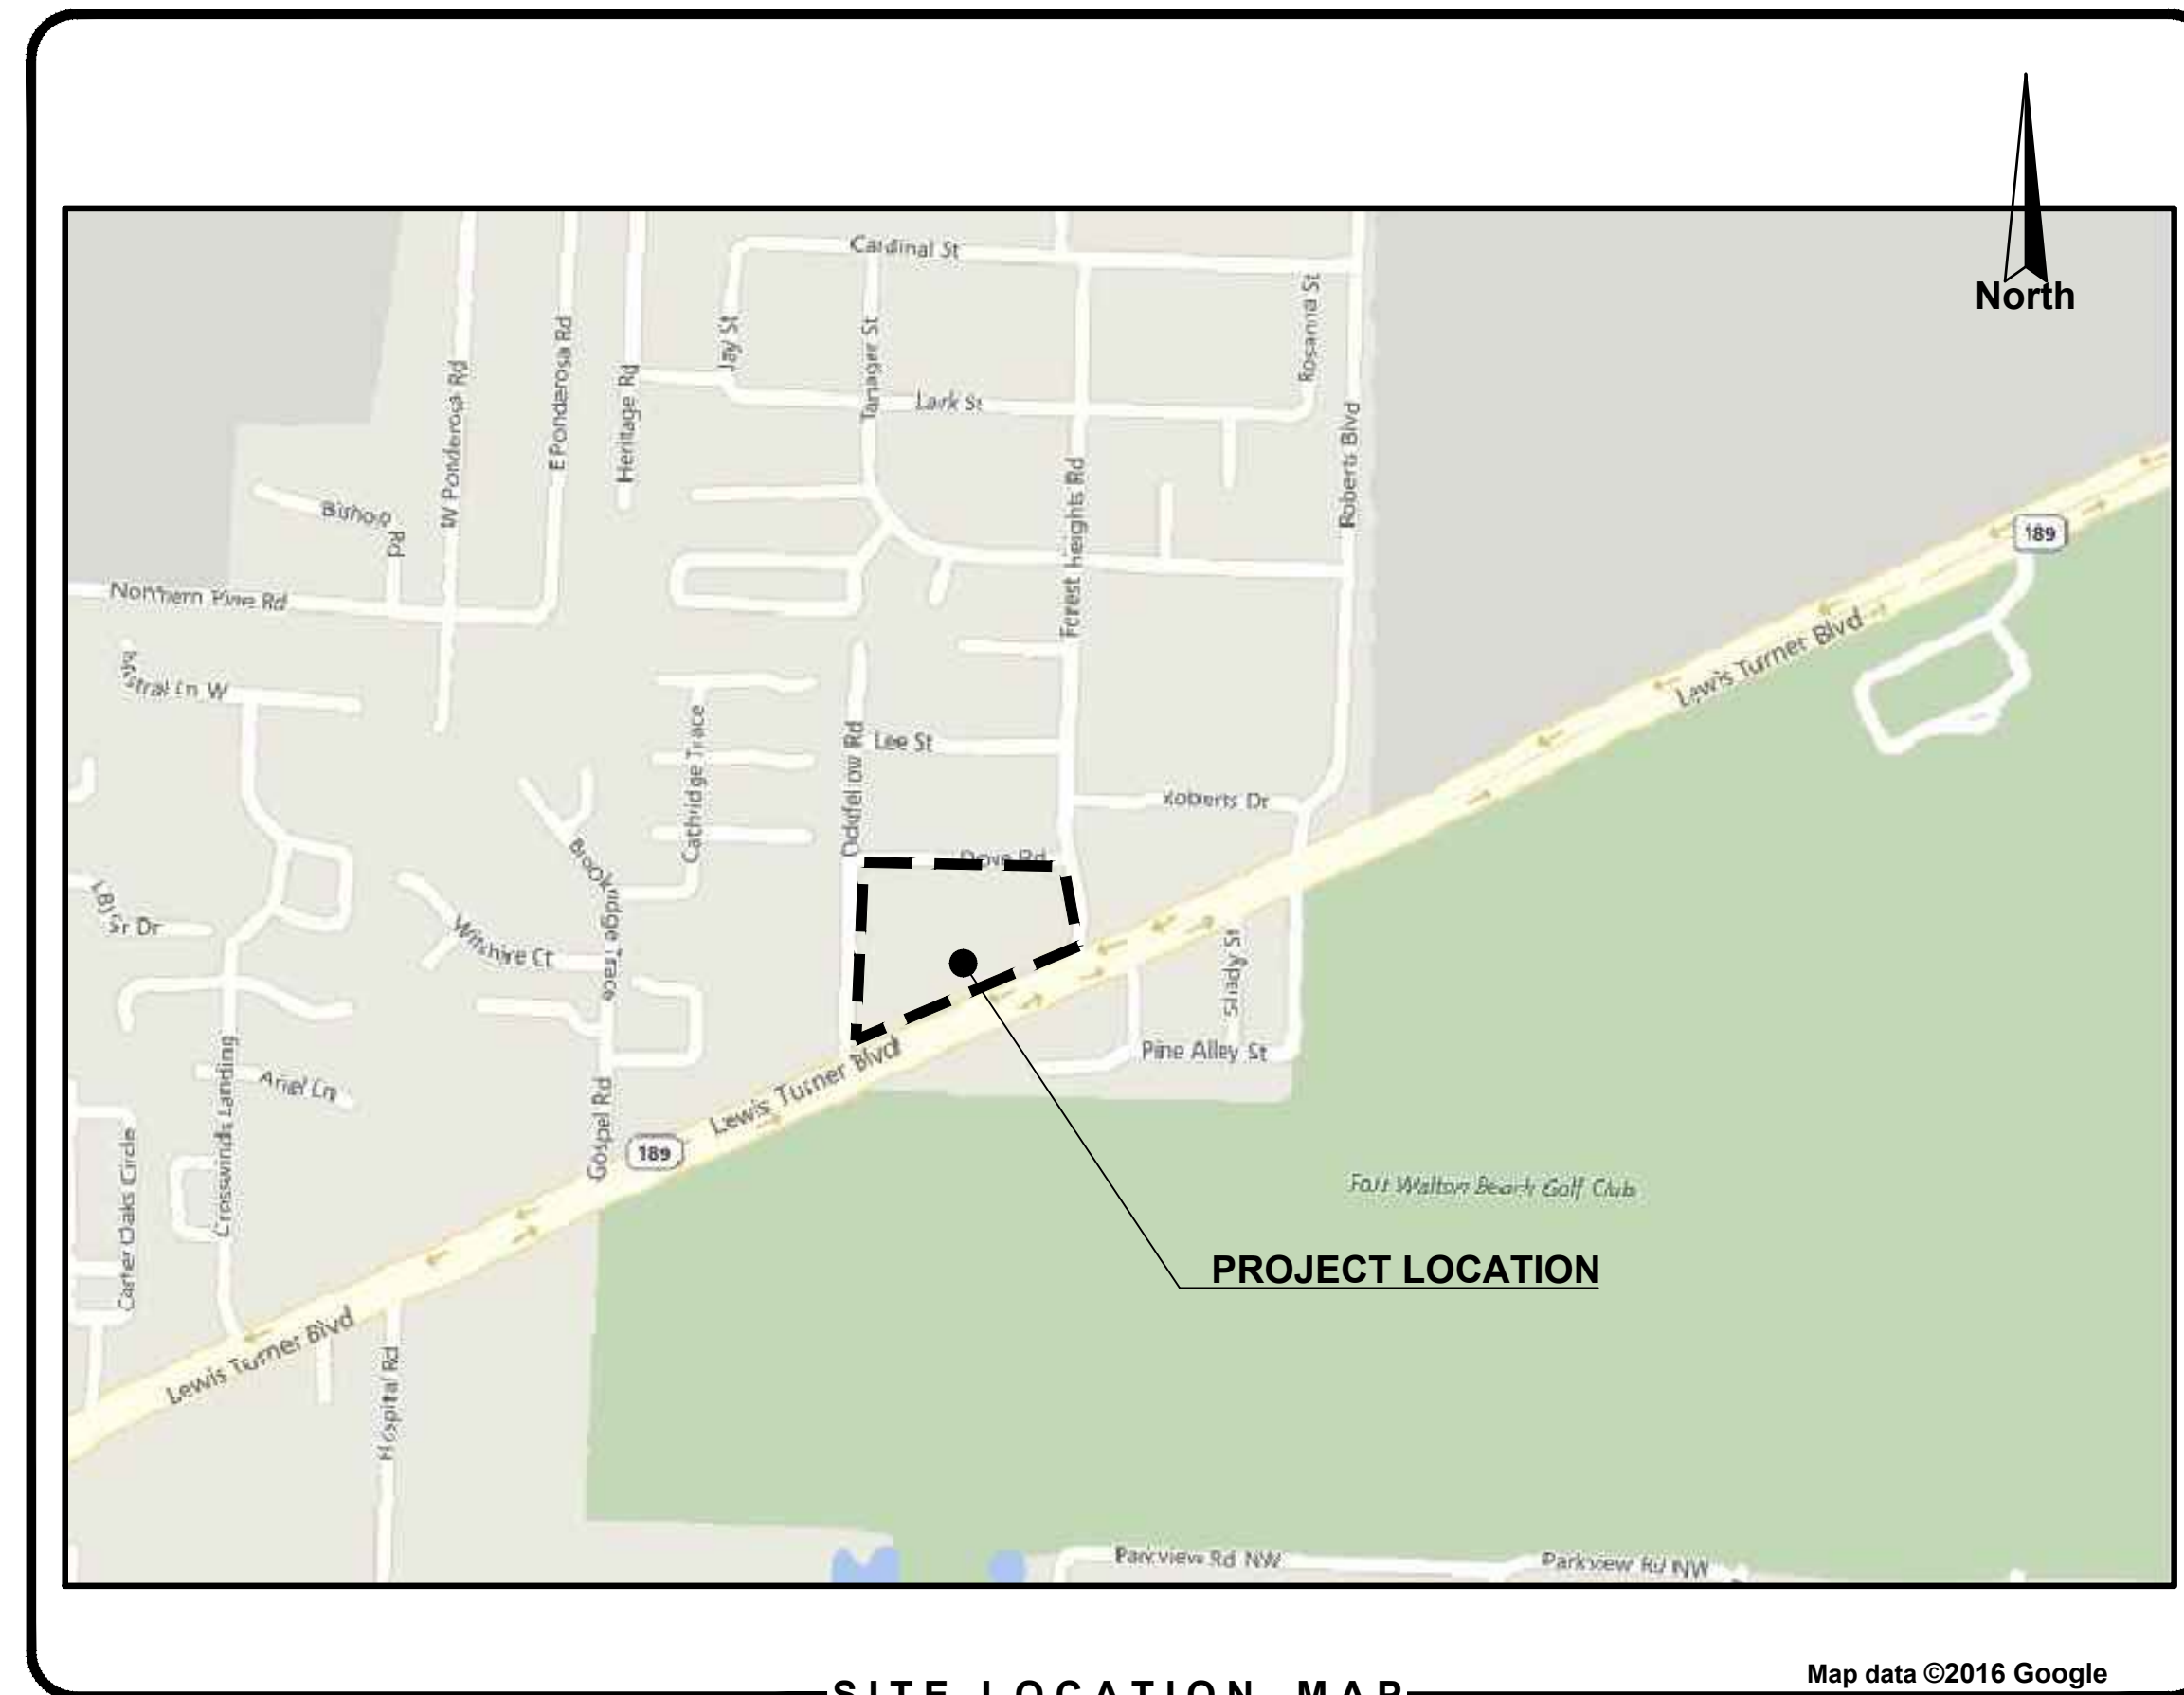 North
Cardinal St
Jay St
Tanager St
Rosanna St
W Ponderosa Rd
E Ponderosa Rd
Heritage Rd
Lark St
Roberts Blvd
Forest Heights Rd
Bishop Rd
189
Northern Pine Rd
Lewis Turner Blvd
Ln W
Cathridge Trace
Oddfellow Rd
Lee St
Roberts Dr
Brookridge Trace
Dove Rd
LBJ Sr Dr
Wilshire Ct
Shady St
Pine Alley St
Crosswinds Landing
Ariel Ln
Lewis Turner Blvd
Gospel Rd
189
Carter Oaks Circle
Fort Walton Beach Golf Club
PROJECT LOCATION
Lewis Turner Blvd
Hospital Rd
Parkview Rd NW
Parkview Rd NW
Map data ©2016 Google
SITE LOCATION MAP